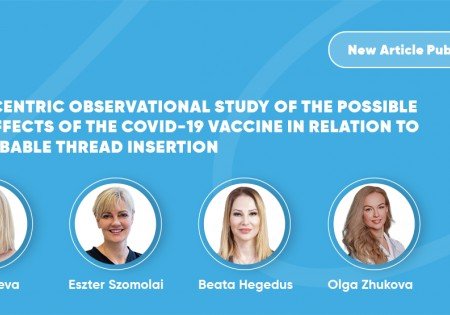 New Article Pub
CENTRIC OBSERVATIONAL STUDY OF THE POSSIBLE
FFECTS OF THE COVID-19 VACCINE IN RELATION TO
BABLE THREAD INSERTION
eva Eszter Szomolai Beata Hegedus Olga Zhukova